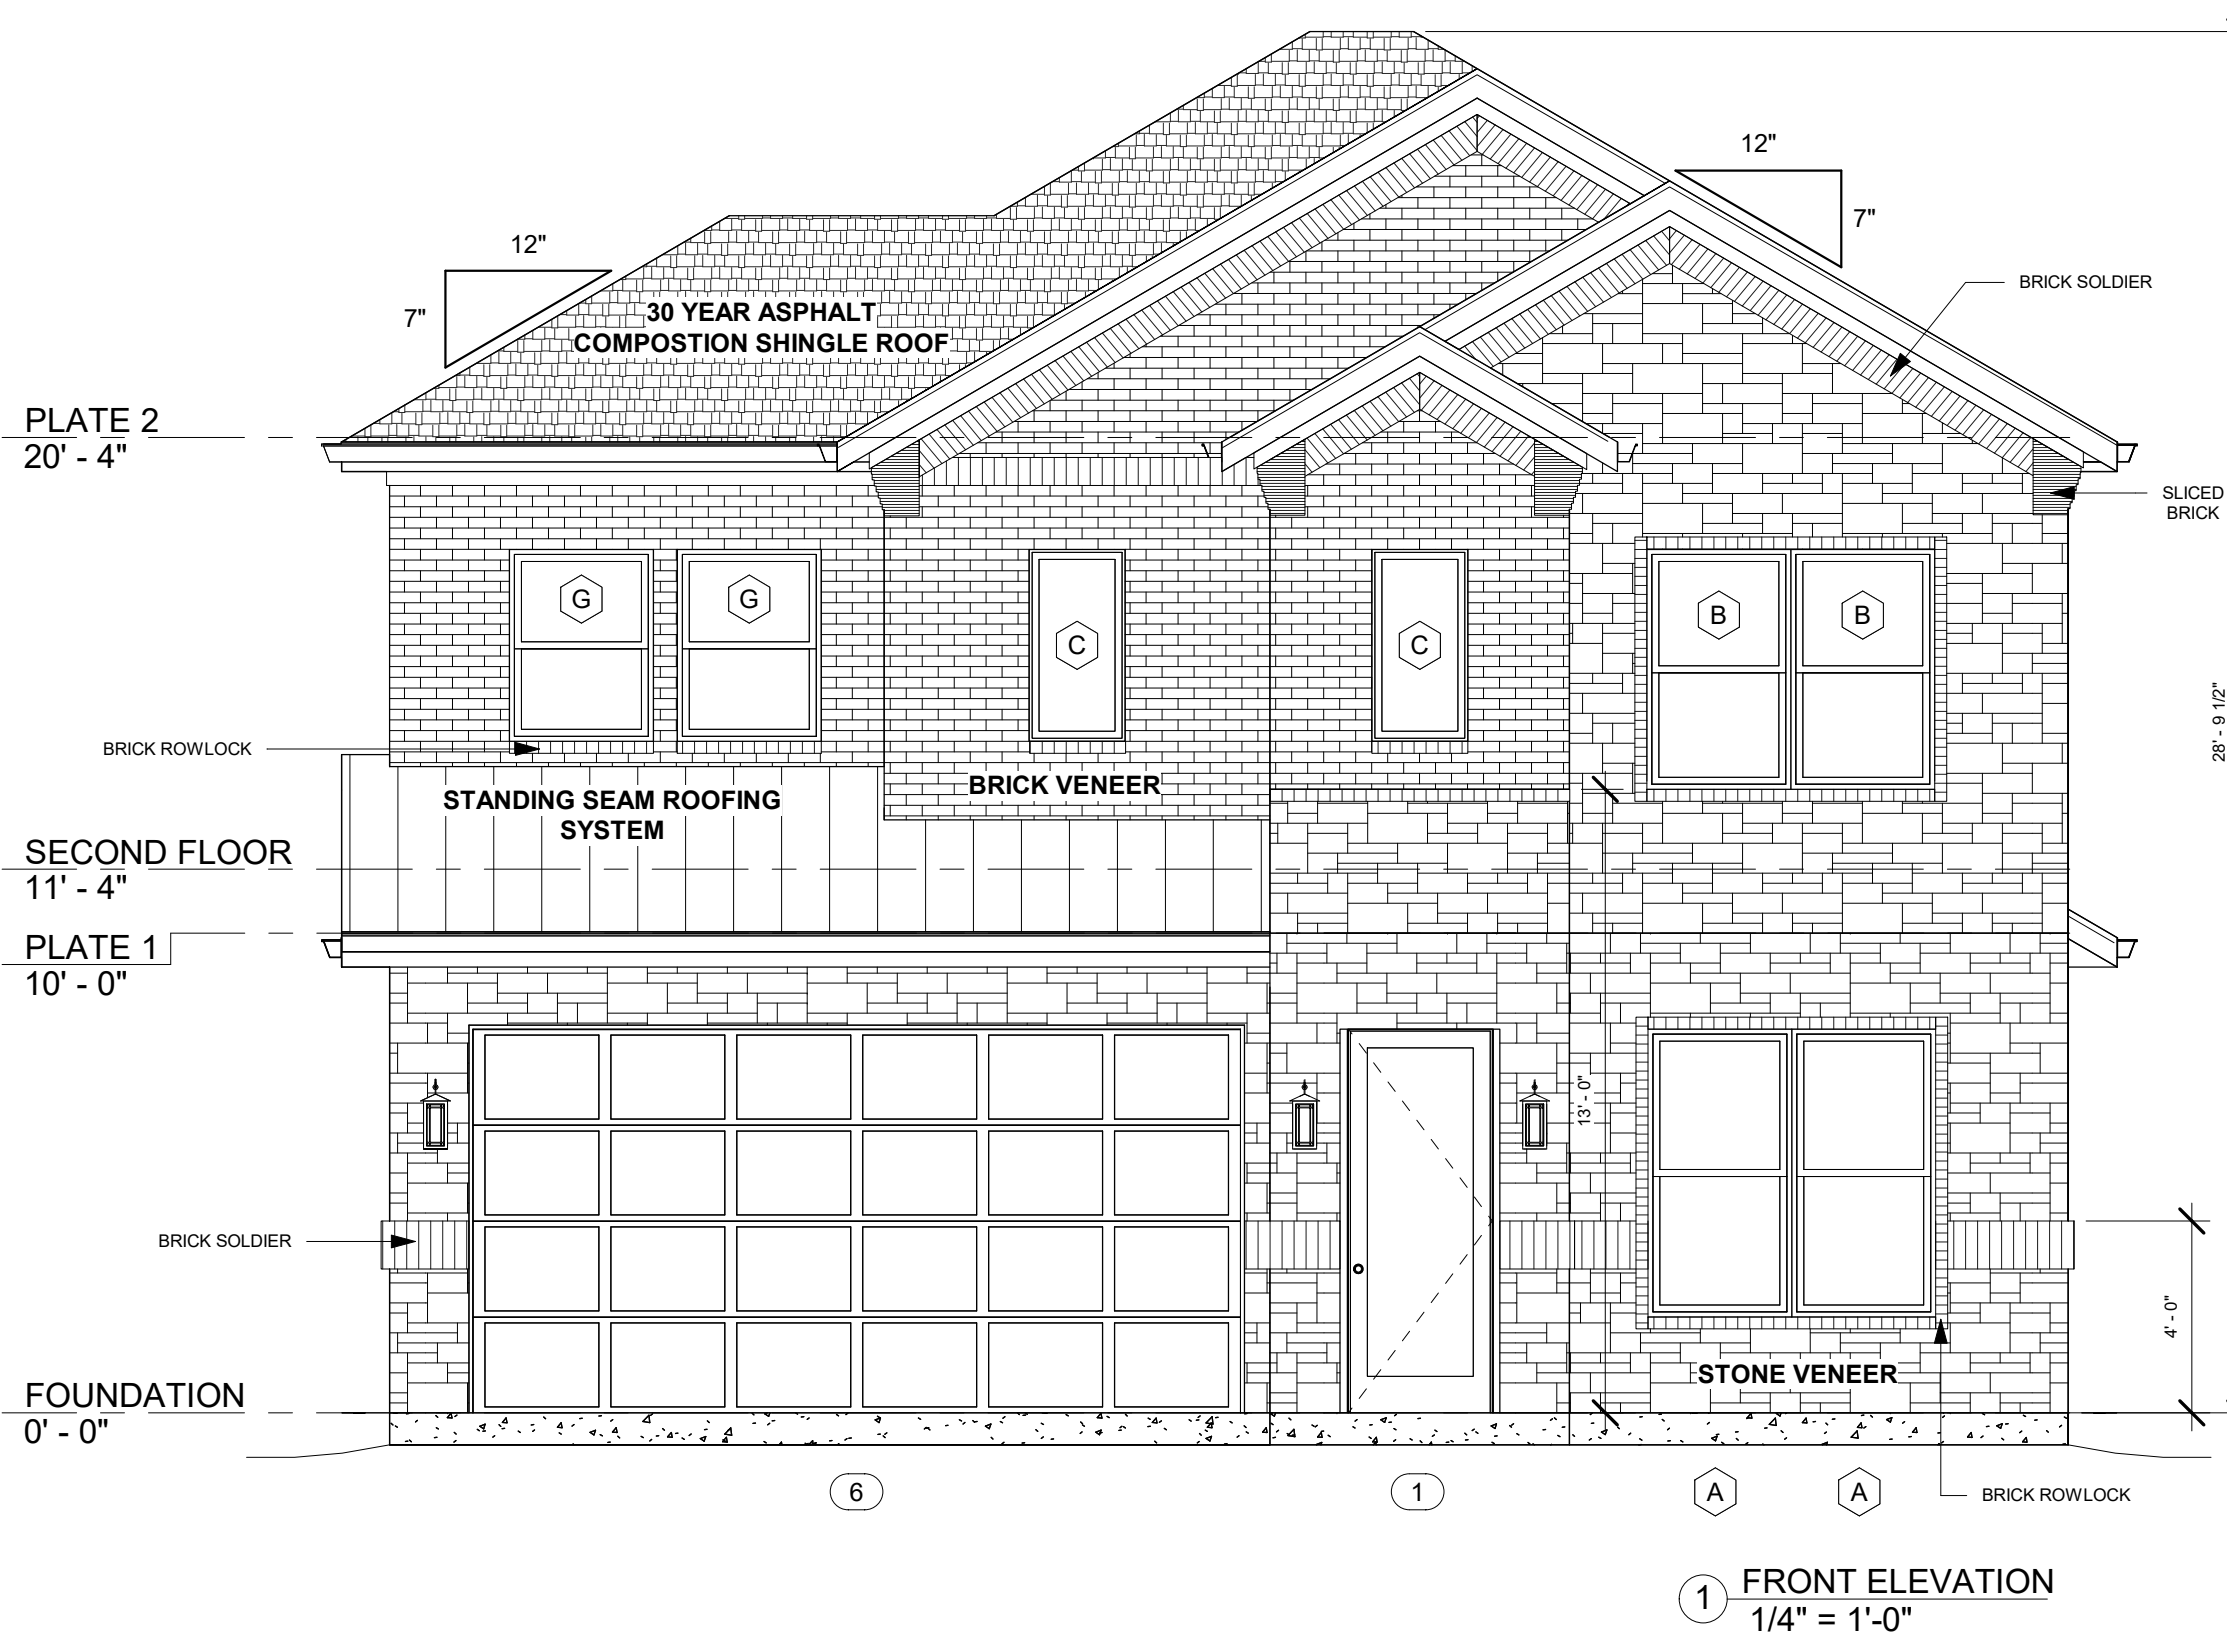 12"
7"
12"
7"
BRICK SOLDIER
30 YEAR ASPHALT
COMPOSTION SHINGLE ROOF
PLATE 2
20' - 4"
SLICED
BRICK
G
G
C
C
B
B
28' - 9 1/2"
BRICK ROWLOCK
STANDING SEAM ROOFING
SYSTEM
BRICK VENEER
SECOND FLOOR
11' - 4"
PLATE 1
10' - 0"
13' - 0"
BRICK SOLDIER
4' - 0"
STONE VENEER
FOUNDATION
0' - 0"
6
1
A
A
BRICK ROWLOCK
1
FRONT ELEVATION
1/4" = 1'-0"